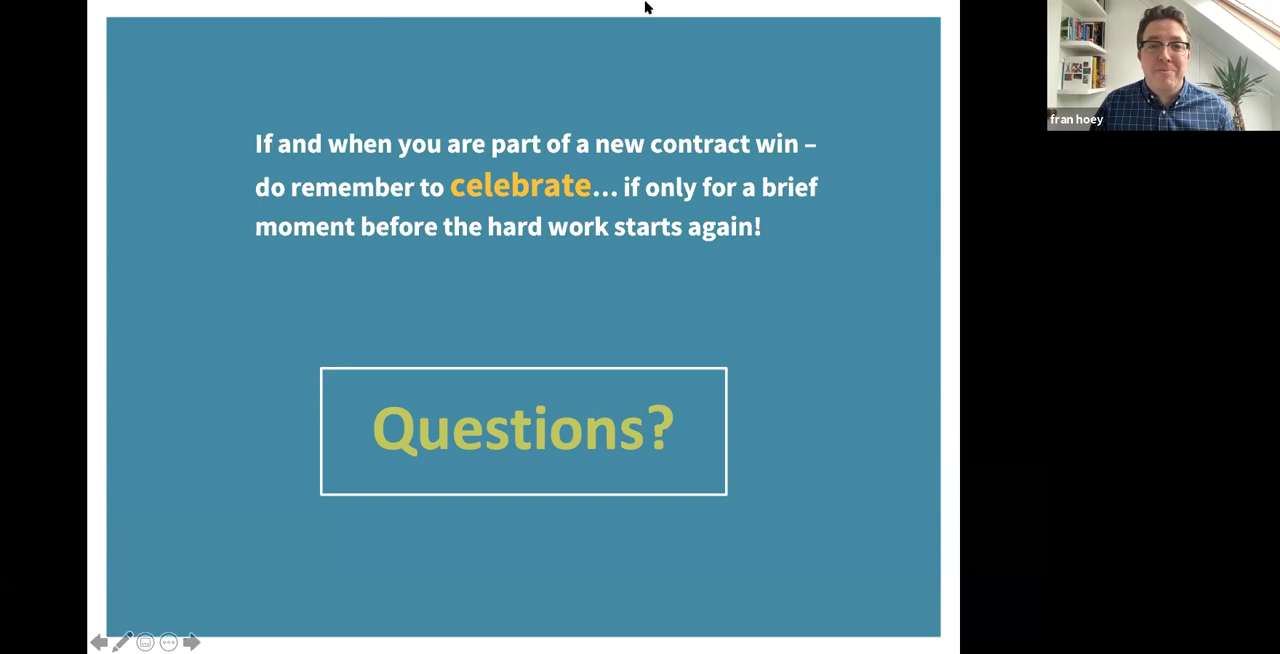 If and when you are part of a new contract win –
do remember to celebrate... if only for a brief
moment before the hard work starts again!
Questions?
fran hoey